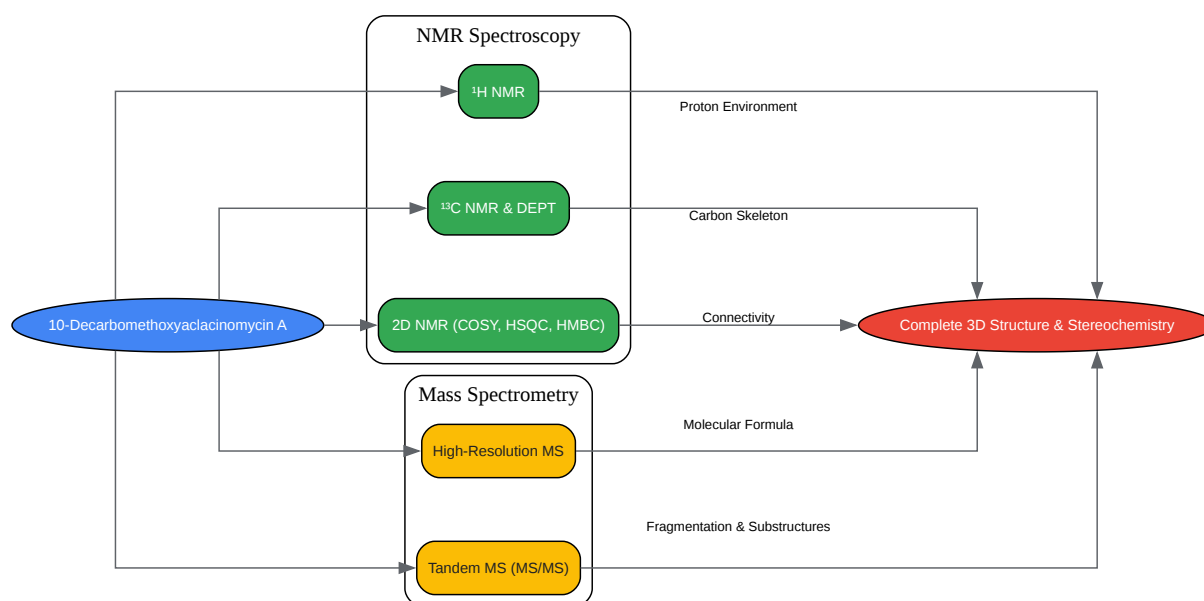 NMR Spectroscopy
¹H NMR
Proton Environment
¹³C NMR & DEPT
Carbon Skeleton
10-Decarbomethoxyaclacinomycin A
2D NMR (COSY, HSQC, HMBC)
Connectivity
Complete 3D Structure & Stereochemistry
Mass Spectrometry
High-Resolution MS
Molecular Formula
Tandem MS (MS/MS)
Fragmentation & Substructures